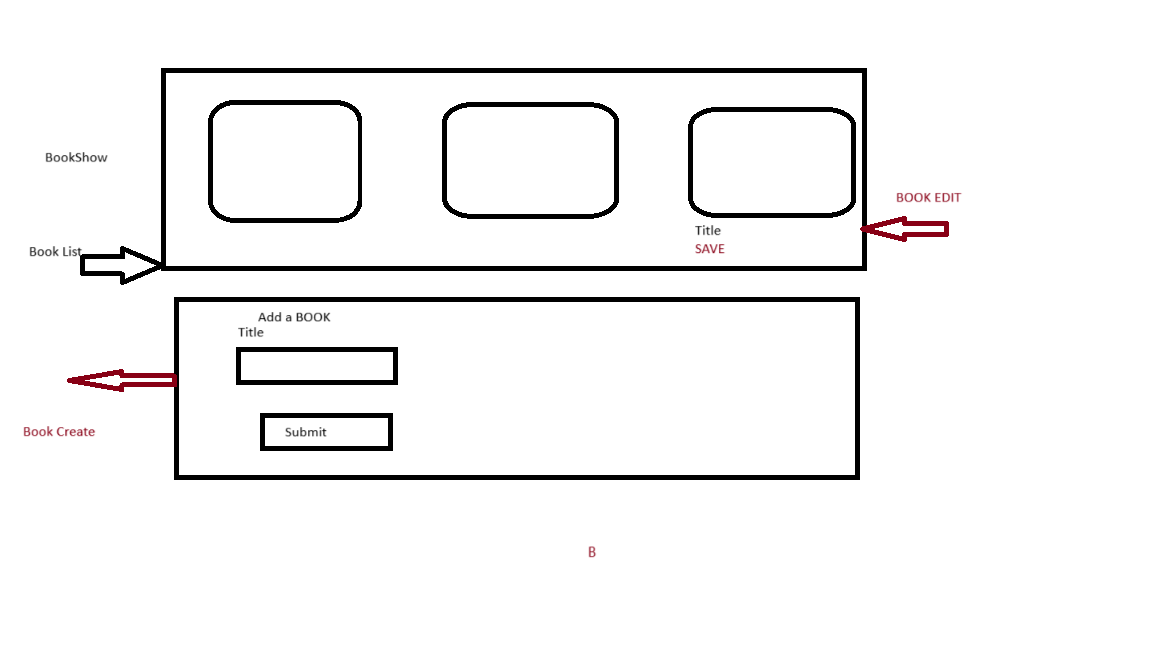 BookShow
BOOK EDIT
Title
SAVE
Book List
Add a BOOK
Title
Submit
Book Create
B